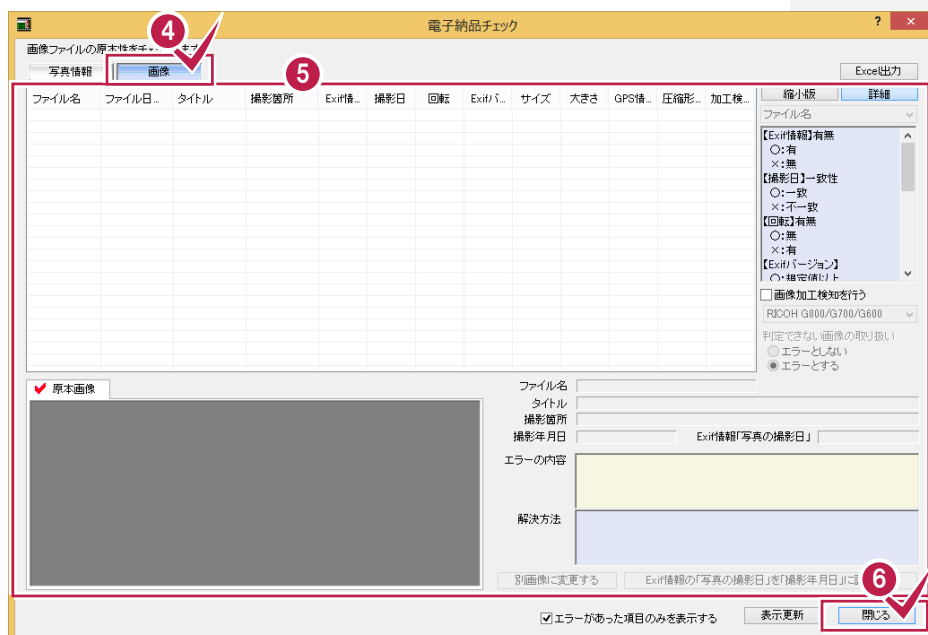 電子納品チェック
? ×
4
画像ファイルの原本性をチェ
写真情報
画像
5
Excel出力
ファイル名 ファイル日... タイトル 撮影箇所 Exif情... 撮影日 回転 Exifバ... サイズ 大きさ GPS情... 圧縮形... 加工検...
縮小版
詳細
ファイル名
【Exif情報】有無
○:有
×:無
【撮影日】一致性
○:一致
×:不一致
【回転】有無
○:無
×:有
【Exifバージョン】
○:規定値以上
画像加工検知を行う
RICOH G800/G700/G600
判定できない画像の取り扱い
エラーとしない
エラーとする
原本画像
ファイル名
タイトル
撮影箇所
撮影年月日
Exif情報「写真の撮影日」
エラーの内容
解決方法
別画像に変更する
Exif情報の「写真の撮影日」を「撮影年月日」に
6
エラーがあった項目のみを表示する
表示更新
閉じる